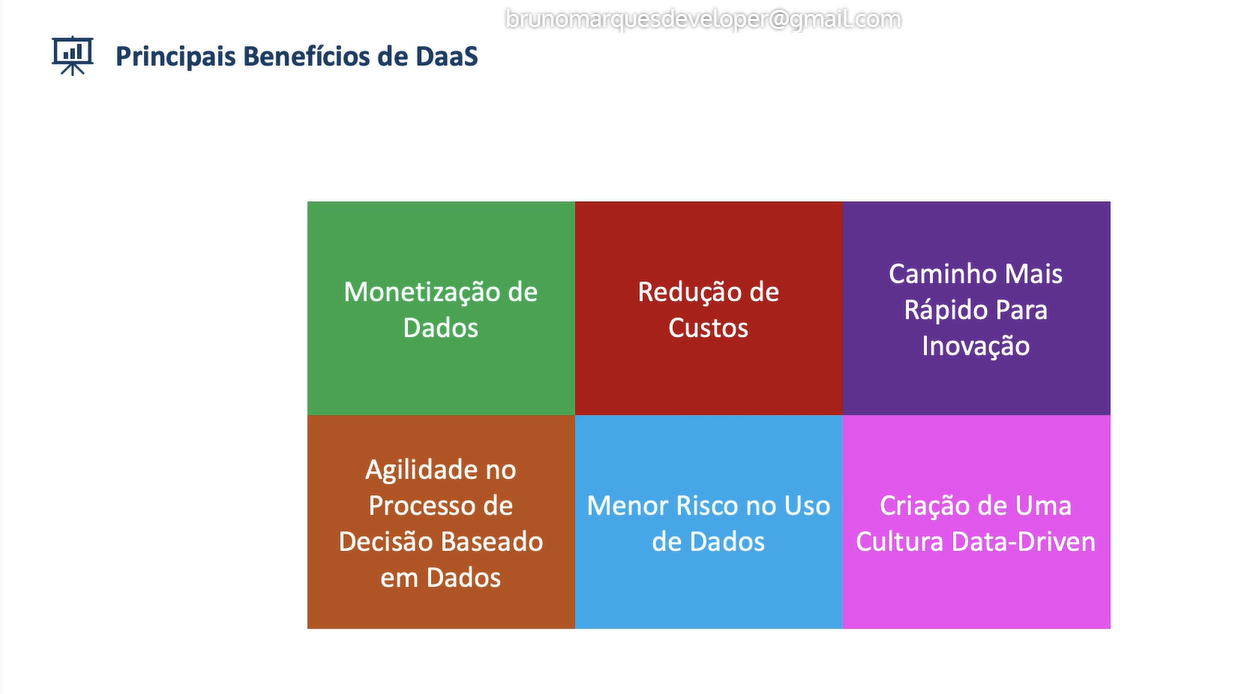 brunomarquesdeveloper@gmail.com
Principais Benefícios de DaaS
Monetização de
Dados
Redução de
Custos
Caminho Mais
Rápido Para
Inovação
Agilidade no
Processo de
Decisão Baseado
em Dados
Menor Risco no Uso
de Dados
Criação de Uma
Cultura Data-Driven